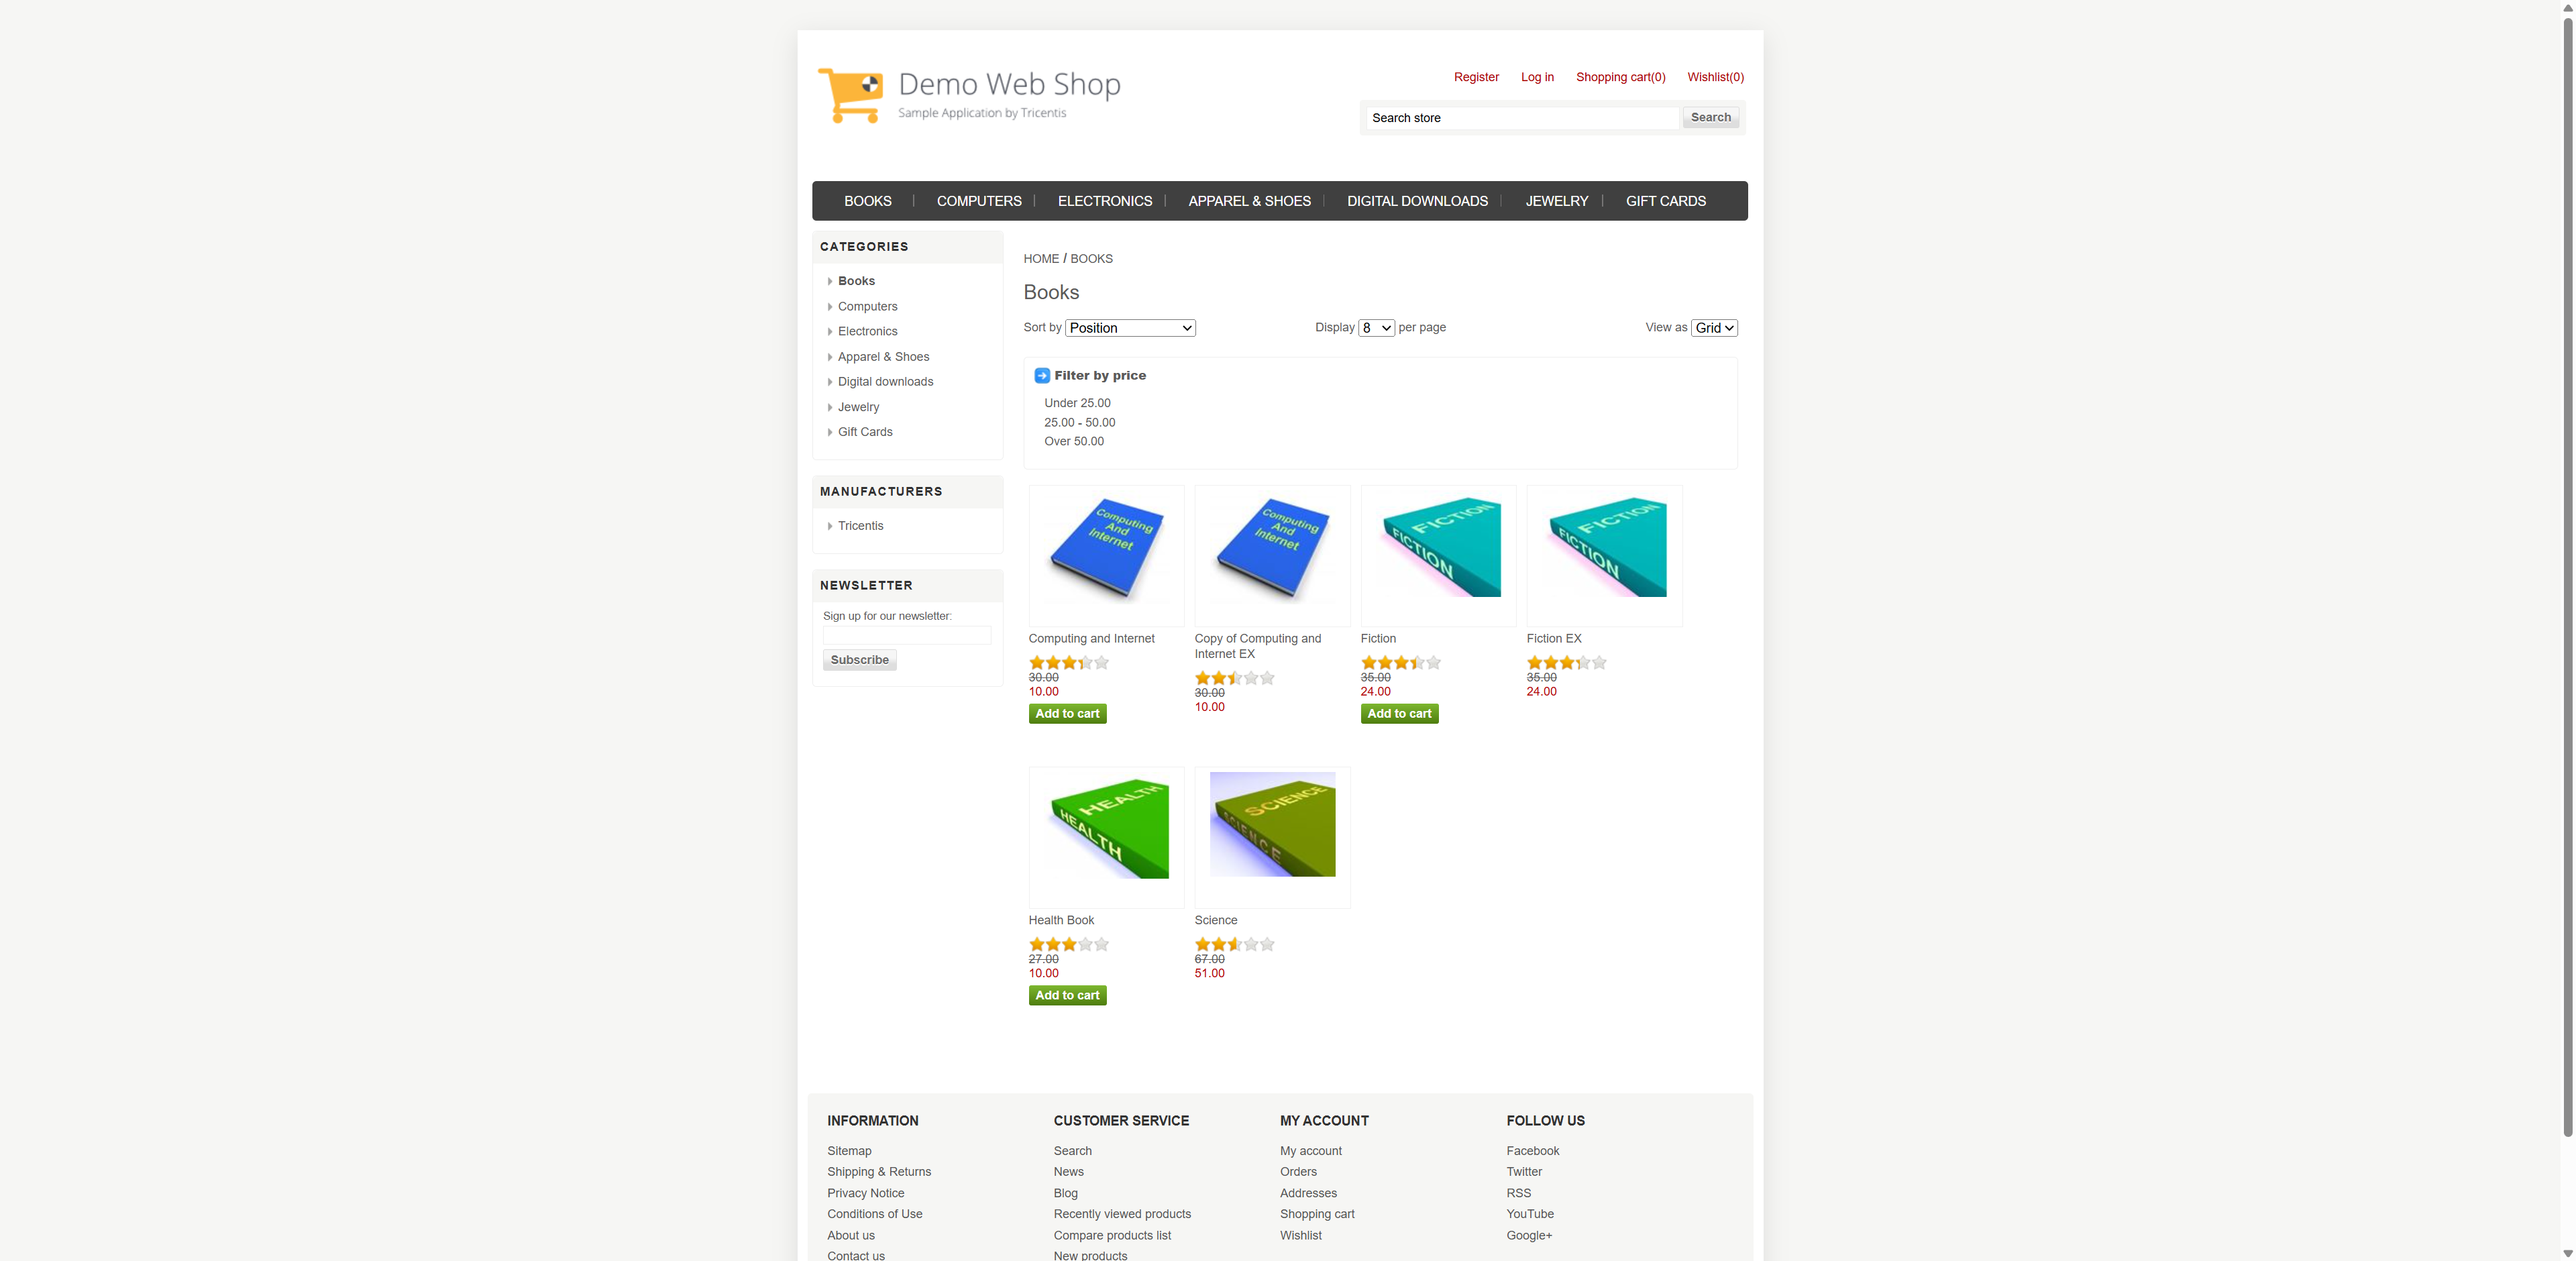 Demo Web Shop
Sample Application by Tricentis
Register Log in Shopping cart(0) Wishlist(0)
Search store Search
BOOKS COMPUTERS ELECTRONICS APPAREL & SHOES DIGITAL DOWNLOADS JEWELRY GIFT CARDS
CATEGORIES
Books
Computers
Electronics
Apparel & Shoes
Digital downloads
Jewelry
Gift Cards
MANUFACTURERS
Tricentis
NEWSLETTER
Sign up for our newsletter:
Subscribe
HOME / BOOKS
Books
Sort by Position Display 8 per page View as Grid
Filter by price
Under 25.00
25.00 - 50.00
Over 50.00
Computing
And
Internet
Computing and Internet
30.00
10.00
Add to cart
Computing
And
Internet
Copy of Computing and
Internet EX
30.00
10.00
FICTION
FICTION
Fiction
35.00
24.00
Add to cart
FICTION
FICTION
Fiction EX
35.00
24.00
HEALTH
HEALTH
Health Book
27.00
10.00
Add to cart
SCIENCE
SCIENCE
Science
67.00
51.00
INFORMATION
Sitemap
Shipping & Returns
Privacy Notice
Conditions of Use
About us
Contact us
CUSTOMER SERVICE
Search
News
Blog
Recently viewed products
Compare products list
New products
MY ACCOUNT
My account
Orders
Addresses
Shopping cart
Wishlist
FOLLOW US
Facebook
Twitter
RSS
YouTube
Google+